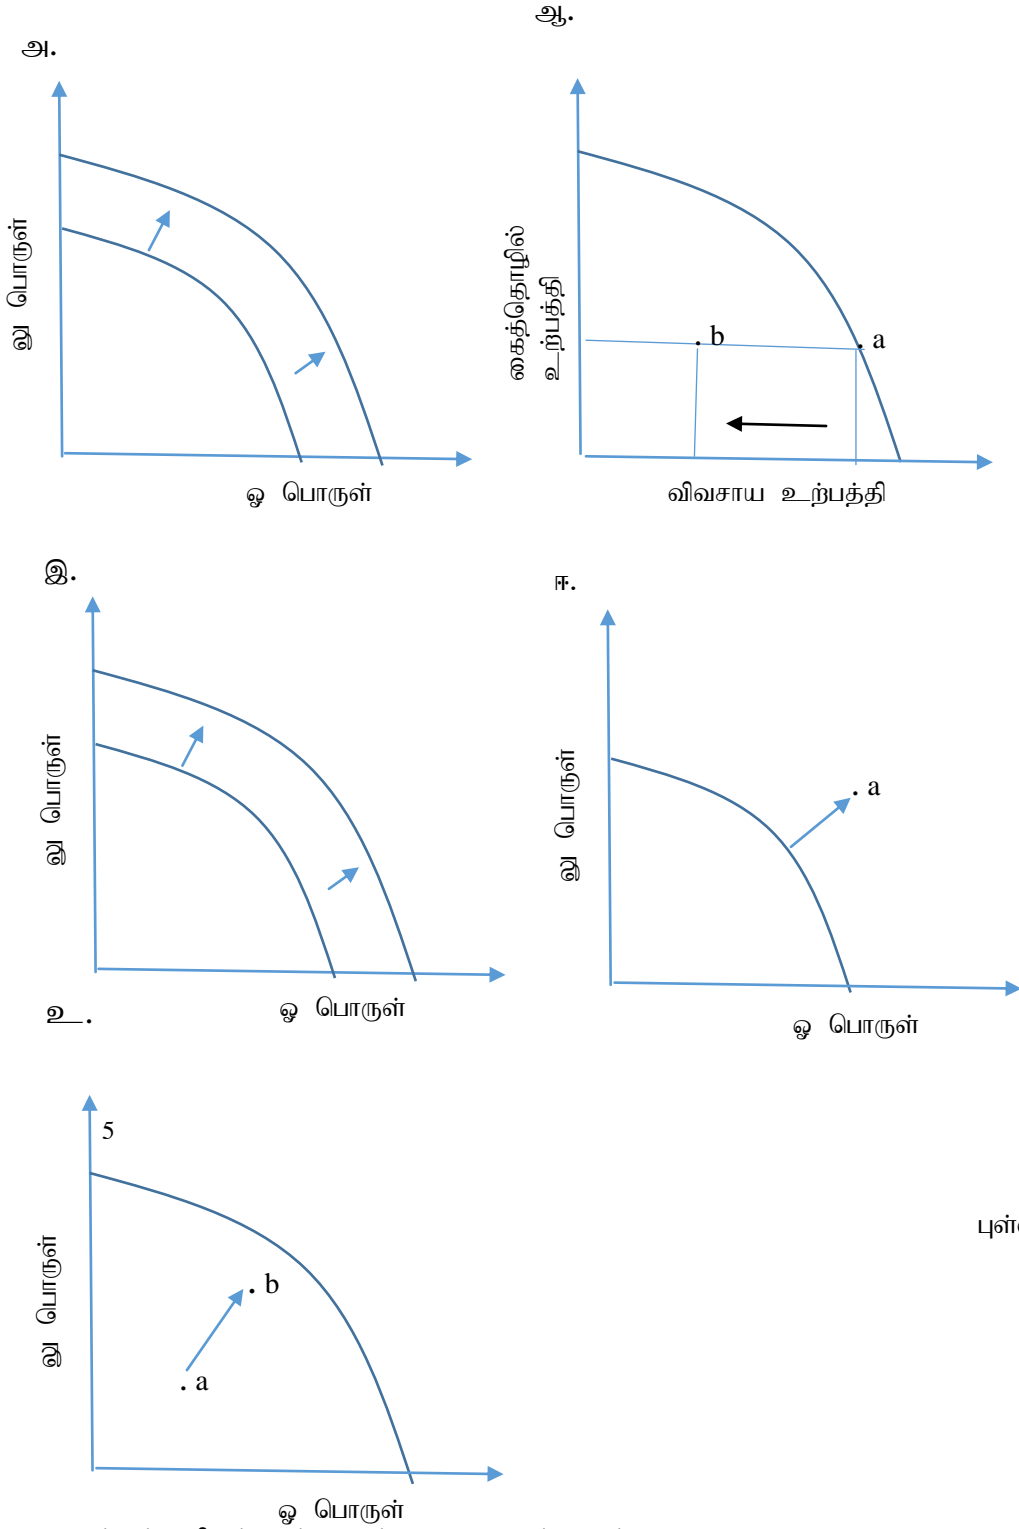 அ.
ஆ.
லு பொருள்
ஓ பொருள்
கைத்தொழில்
உற்பத்தி
. b
. a
விவசாய உற்பத்தி
இ.
ஈ.
லு பொருள்
ஓ பொருள்
லு பொருள்
. a
ஓ பொருள்
உ.
5
லு பொருள்
. b
. a
ஓ பொருள்